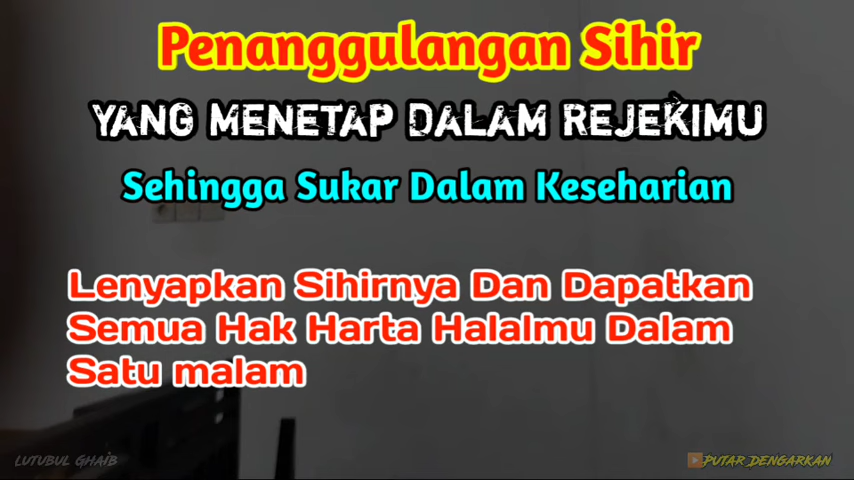 Penanggulangan Sihir
YANG MENETAP DALAM REJEKIMU
Sehingga Sukar Dalam Keseharian
Lenyapkan Sihirnya Dan Dapatkan
Semua Hak Harta Halalmu Dalam
Satu malam
LUTUBUL GHAIB
PUTAR DENGARKAN